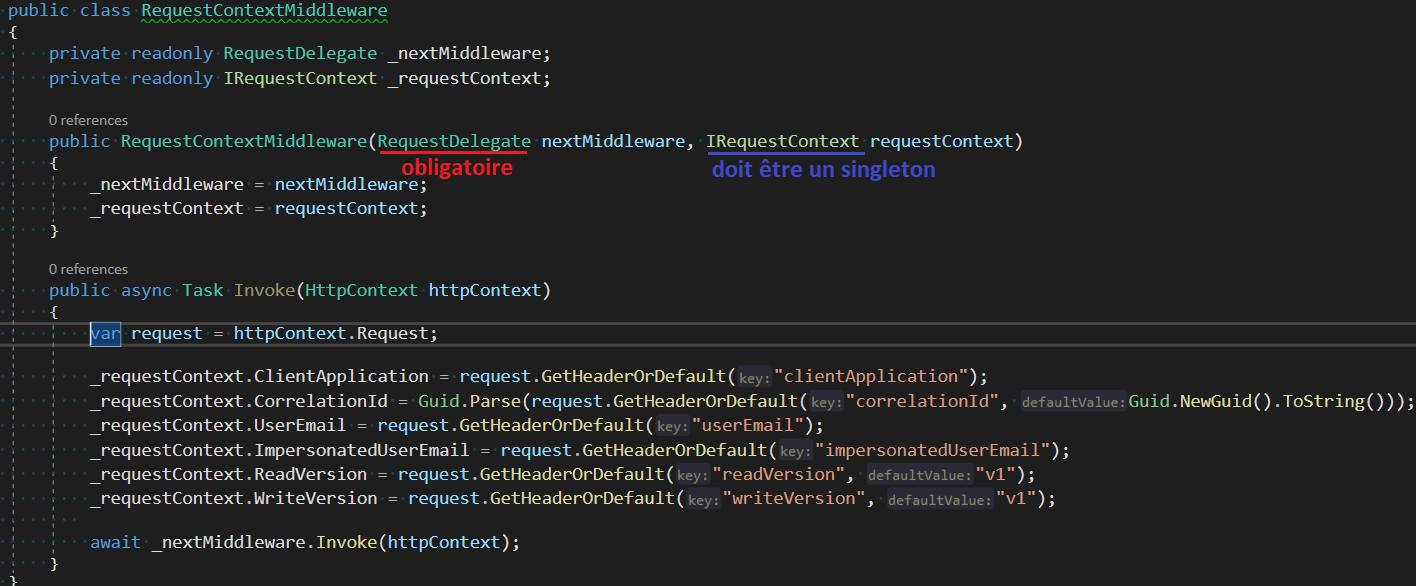 public class RequestContextMiddleware
{
private readonly RequestDelegate _nextMiddleware;
private readonly IRequestContext _requestContext;
0 references
public RequestContextMiddleware(RequestDelegate nextMiddleware, IRequestContext requestContext)
{ obligatoire doit être un singleton
_nextMiddleware = nextMiddleware;
_requestContext = requestContext;
}
0 references
public async Task Invoke(HttpContext httpContext)
{
var request = httpContext.Request;
_requestContext.ClientApplication = request.GetHeaderOrDefault(key:"clientApplication");
_requestContext.CorrelationId = Guid.Parse(request.GetHeaderOrDefault(key:"correlationId", defaultValue:Guid.NewGuid().ToString()));
_requestContext.UserEmail = request.GetHeaderOrDefault(key:"userEmail");
_requestContext.ImpersonatedUserEmail = request.GetHeaderOrDefault(key:"impersonatedUserEmail");
_requestContext.ReadVersion = request.GetHeaderOrDefault(key:"readVersion", defaultValue:"v1");
_requestContext.WriteVersion = request.GetHeaderOrDefault(key:"writeVersion", defaultValue:"v1");
await _nextMiddleware.Invoke(httpContext);
}
}